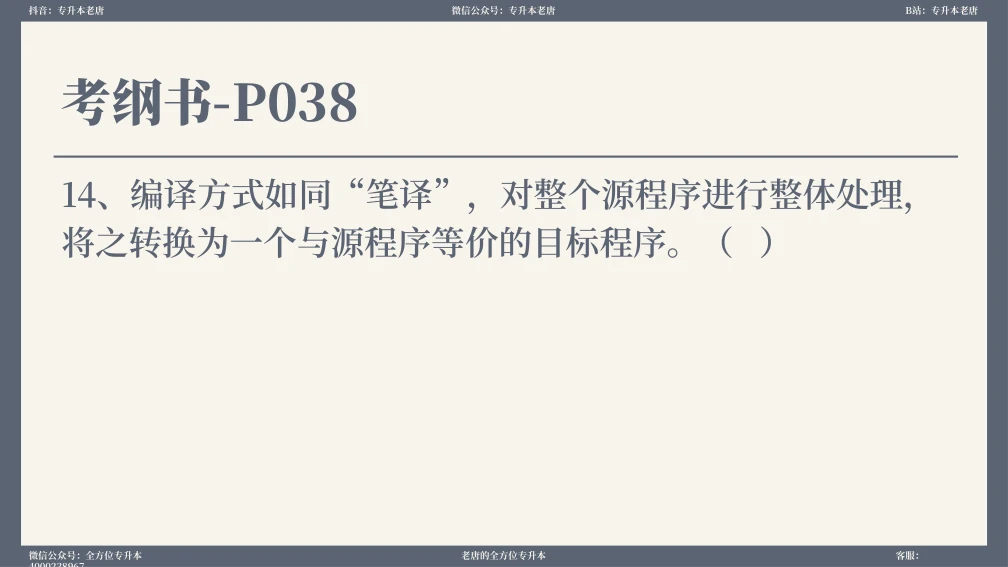 抖音：专升本老唐
微信公众号：专升本老唐
B站：专升本老唐
考纲书-P038
14、编译方式如同“笔译”，对整个源程序进行整体处理,
将之转换为一个与源程序等价的目标程序。（ ）
微信公众号：全方位专升本
老唐的全方位专升本
客服：
4000238967